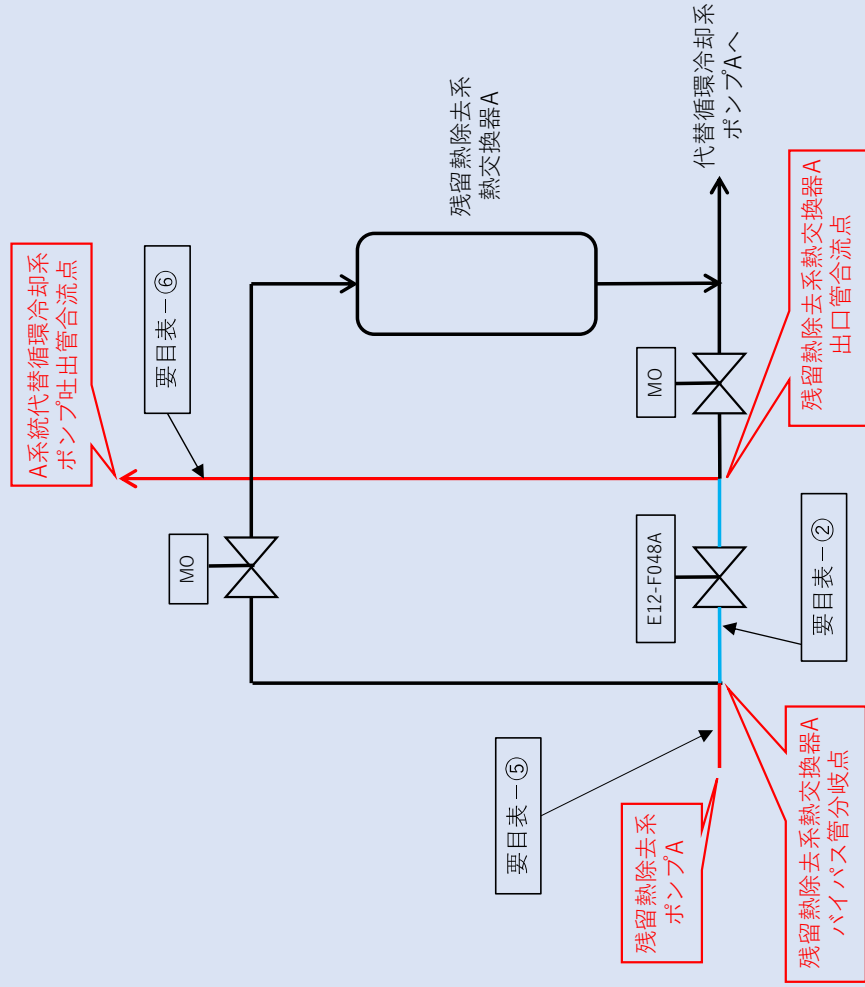 A系統代替循環冷却系
ポンプ吐出管合流点
要目表－⑥
MO
残留熱除去系
熱交換器A
代替循環冷却系
ポンプAへ
MO
E12-F048A
残留熱除去系熱交換器A
出口管合流点
要目表－②
要目表－⑤
残留熱除去系
ポンプA
残留熱除去系熱交換器A
バイパス管分岐点